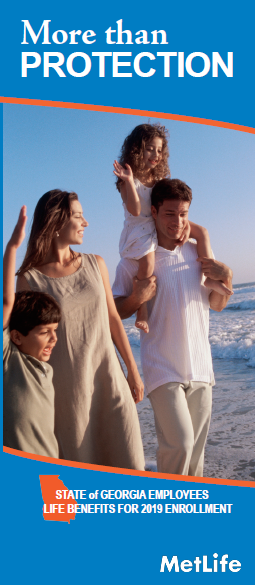 More than
PROTECTION
STATE of GEORGIA EMPLOYEES
LIFE BENEFITS FOR 2019 ENROLLMENT
MetLife